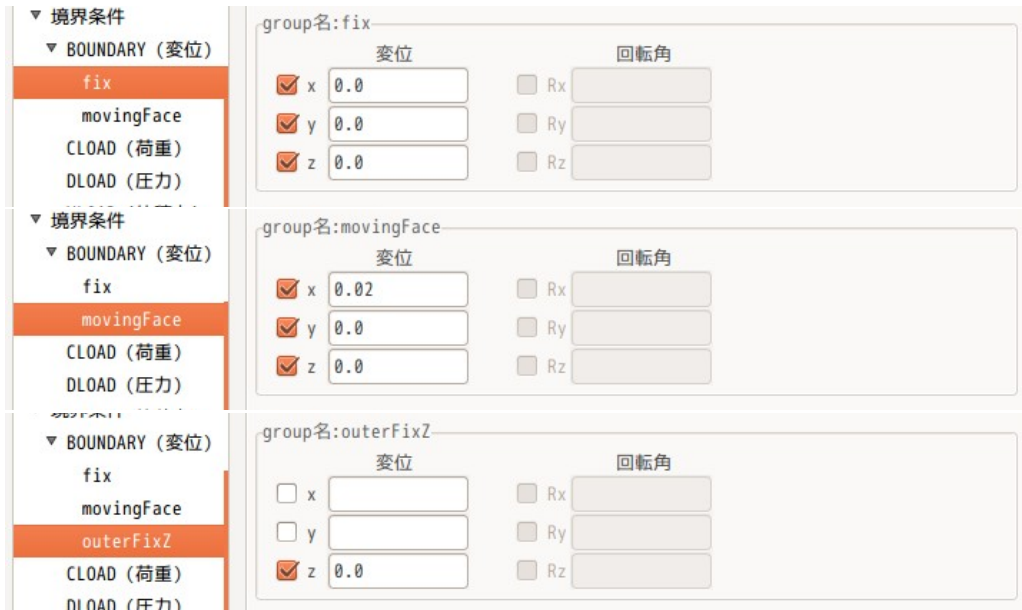 ▼ 境界条件
▼ BOUNDARY (変位)
fix
movingFace
CLOAD (荷重)
DLOAD (圧力)
group名:fix
変位 回転角
x 0.0 Rx
y 0.0 Ry
z 0.0 Rz
▼ 境界条件
▼ BOUNDARY (変位)
fix
movingFace
CLOAD (荷重)
DLOAD (圧力)
group名:movingFace
変位 回転角
x 0.02 Rx
y 0.0 Ry
z 0.0 Rz
▼ BOUNDARY (変位)
fix
movingFace
outerFixZ
CLOAD (荷重)
DLOAD (圧力)
group名:outerFixZ
変位 回転角
x Rx
y Ry
z 0.0 Rz